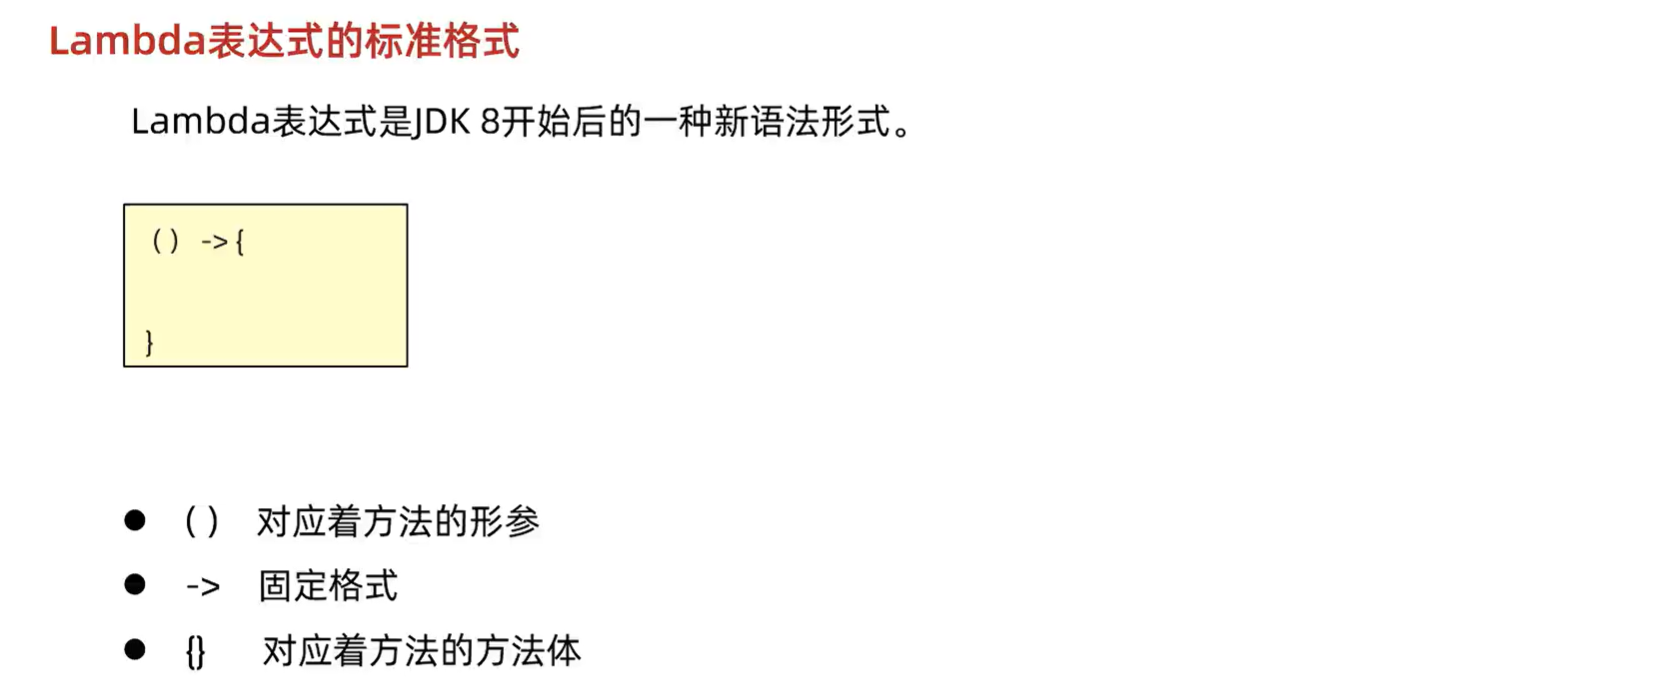 Lambda表达式的标准格式
Lambda表达式是JDK 8开始后的一种新语法形式。
() ->{
}
● () 对应着方法的形参
● -> 固定格式
● {} 对应着方法的方法体